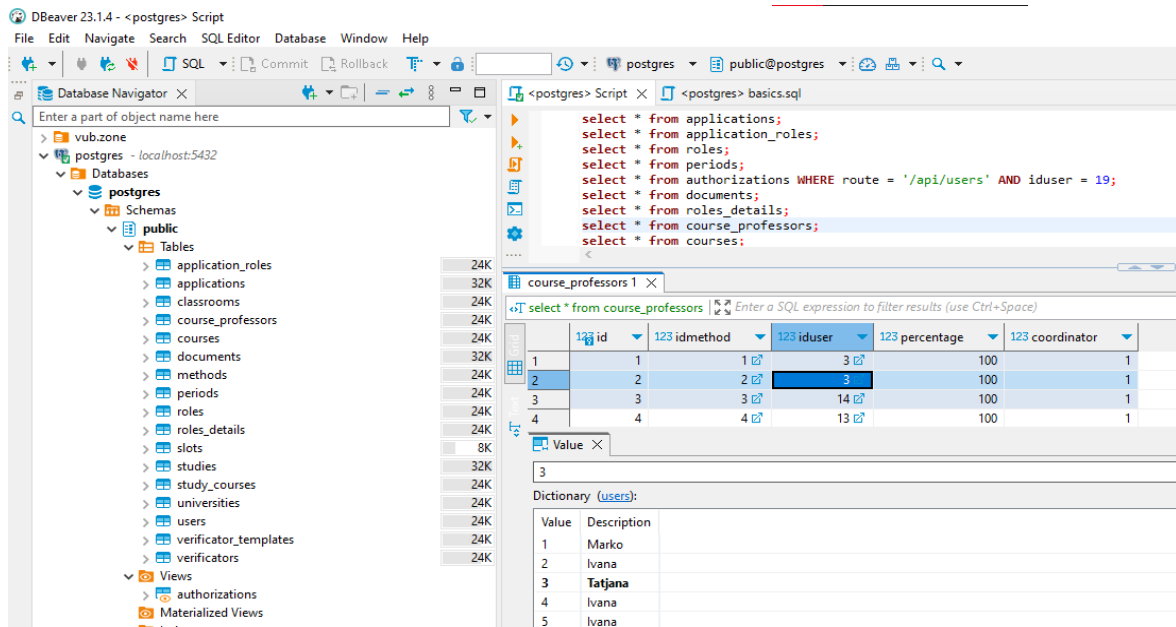 DBeaver 23.1.4 - <postgres> Script
File Edit Navigate Search SQL Editor Database Window Help
SQL Commit Rollback postgres public@postgres
Database Navigator
Enter a part of object name here
vub.zone
postgres - localhost:5432
Databases
postgres
Schemas
public
Tables
application_roles 24K
applications 32K
classrooms 24K
course_professors 24K
courses 24K
documents 32K
methods 24K
periods 24K
roles 24K
roles_details 24K
slots 8K
studies 32K
study_courses 24K
universities 24K
users 24K
verificator_templates 24K
verificators 24K
Views
authorizations
Materialized Views
<postgres> Script <postgres> basics.sql
select * from applications;
select * from application_roles;
select * from roles;
select * from periods;
select * from authorizations WHERE route = '/api/users' AND iduser = 19;
select * from documents;
select * from roles_details;
select * from course_professors;
select * from courses;
course_professors 1
select * from course_professors Enter a SQL expression to filter results (use Ctrl+Space)
Grid
Text
123 id 123 idmethod 123 iduser 123 percentage 123 coordinator
1 1 1 3 100 1
2 2 2 3 100 1
3 3 3 14 100 1
4 4 4 13 100 1
Value
3
Dictionary (users):
Value Description
1 Marko
2 Ivana
3 Tatjana
4 Ivana
5 Ivana